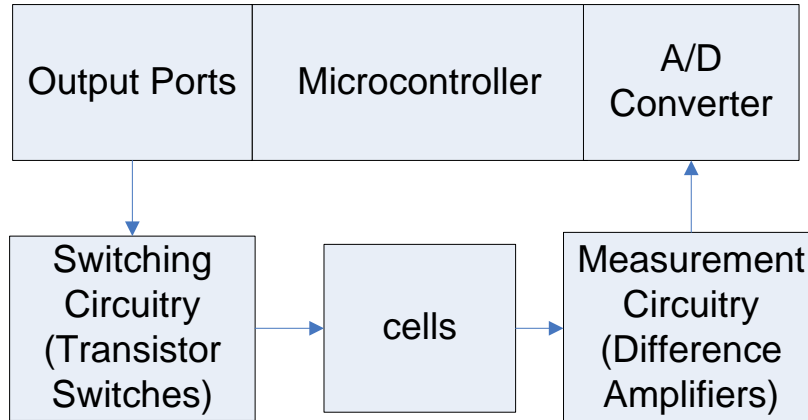 Output Ports
Microcontroller
A/D
Converter
Switching
Circuitry
(Transistor
Switches)
cells
Measurement
Circuitry
(Difference
Amplifiers)